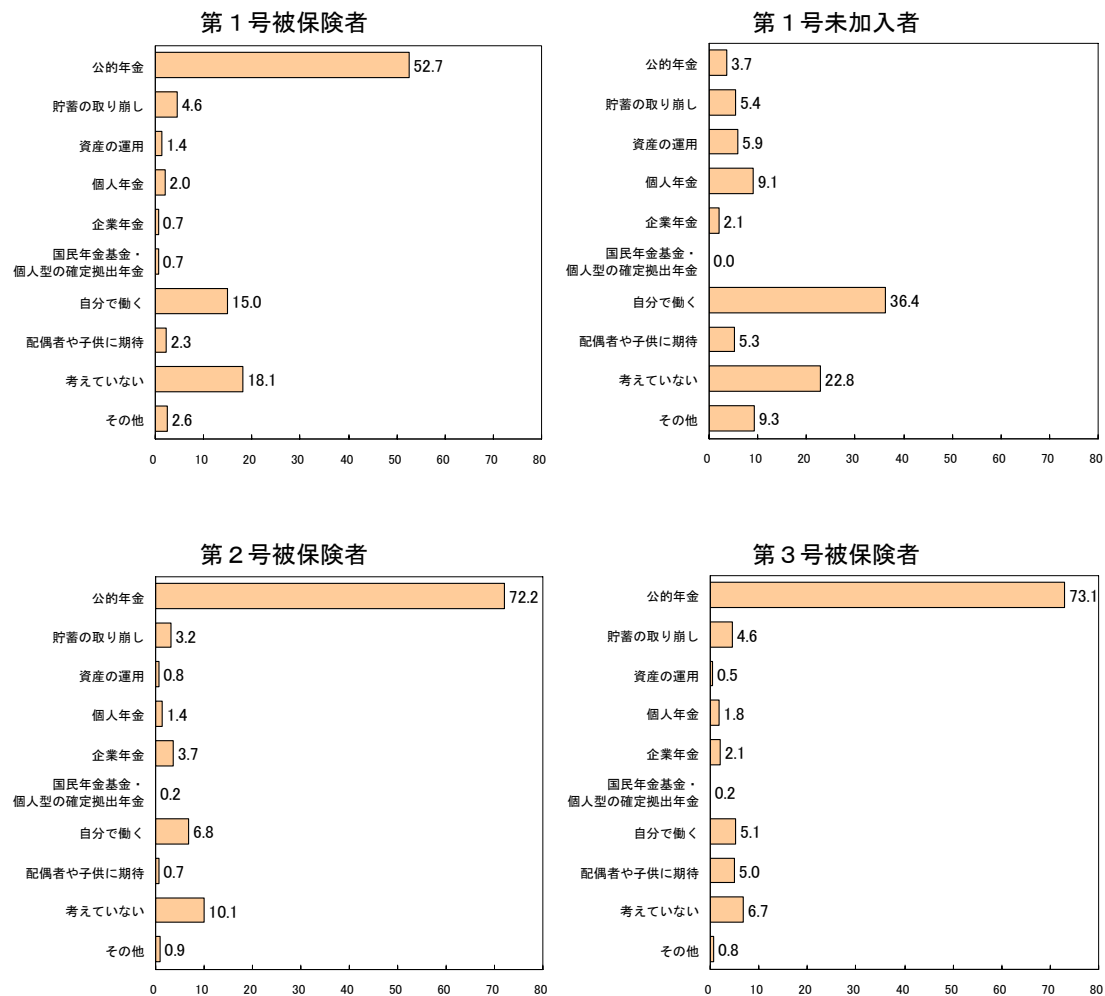 第１号被保険者
公的年金 52.7
貯蓄の取り崩し 4.6
資産の運用 1.4
個人年金 2.0
企業年金 0.7
国民年金基金・
個人型の確定拠出年金 0.7
自分で働く 15.0
配偶者や子供に期待 2.3
考えていない 18.1
その他 2.6
0 10 20 30 40 50 60 70 80
第１号未加入者
公的年金 3.7
貯蓄の取り崩し 5.4
資産の運用 5.9
個人年金 9.1
企業年金 2.1
国民年金基金・
個人型の確定拠出年金 0.0
自分で働く 36.4
配偶者や子供に期待 5.3
考えていない 22.8
その他 9.3
0 10 20 30 40 50 60 70 80
第２号被保険者
公的年金 72.2
貯蓄の取り崩し 3.2
資産の運用 0.8
個人年金 1.4
企業年金 3.7
国民年金基金・
個人型の確定拠出年金 0.2
自分で働く 6.8
配偶者や子供に期待 0.7
考えていない 10.1
その他 0.9
0 10 20 30 40 50 60 70 80
第３号被保険者
公的年金 73.1
貯蓄の取り崩し 4.6
資産の運用 0.5
個人年金 1.8
企業年金 2.1
国民年金基金・
個人型の確定拠出年金 0.2
自分で働く 5.1
配偶者や子供に期待 5.0
考えていない 6.7
その他 0.8
0 10 20 30 40 50 60 70 80